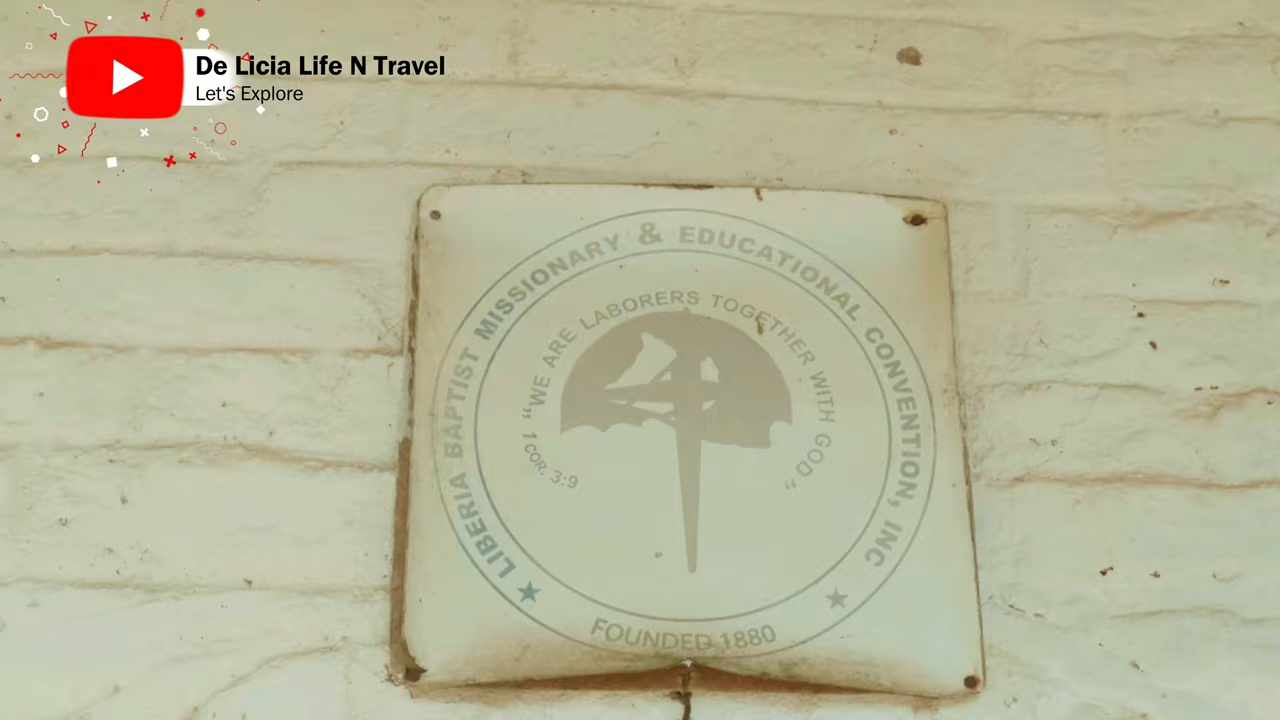 De Licia Life N Travel
Let's Explore
LIBERIA BAPTIST MISSIONARY & EDUCATIONAL CONVENTION, INC
"WE ARE LABORERS TOGETHER WITH GOD"
1 COR. 3:9
FOUNDED 1880